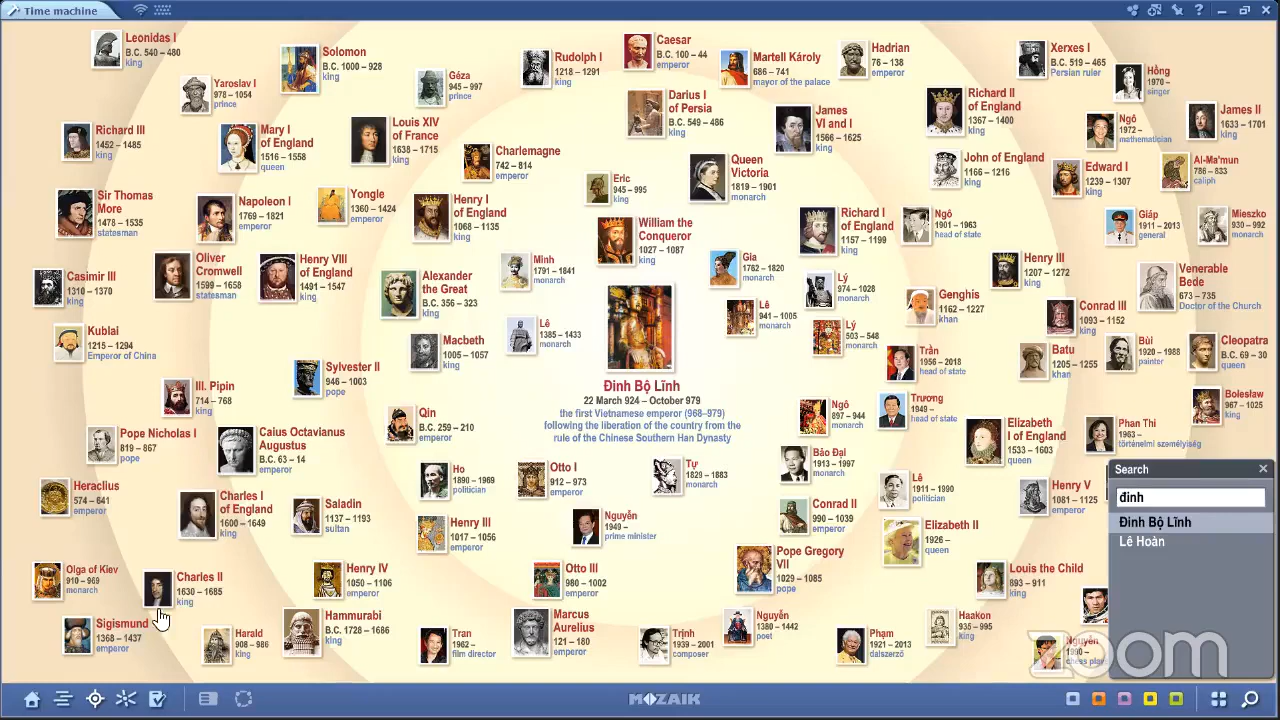 Time machine
Leonidas I
B.C. 540 – 480
king
Solomon
B.C. 1000 – 928
king
Yaroslav I
978 – 1054
prince
Géza
945 – 997
prince
Rudolph I
1218 – 1291
king
Caesar
B.C. 100 – 44
emperor
Martell Károly
686 – 741
mayor of the palace
Hadrian
76 – 138
emperor
Xerxes I
B.C. 519 – 465
Persian ruler
Hồng
1976 –
singer
Richard III
1452 – 1485
king
Mary I
of England
1516 – 1558
queen
Louis XIV
of France
1638 – 1715
king
Charlemagne
742 – 814
emperor
Darius I
of Persia
B.C. 549 – 486
king
James
VI and I
1566 – 1625
king
Richard II
of England
1367 – 1400
king
Ngô
1972 –
mathematician
James II
1633 – 1701
king
Sir Thomas
More
1478 – 1535
statesman
Napoleon I
1769 – 1821
emperor
Yongle
1360 – 1424
emperor
Henry I
of England
1068 – 1135
king
Eric
945 – 995
king
Queen
Victoria
1819 – 1901
monarch
John of England
1166 – 1216
king
Edward I
1239 – 1307
king
Al-Ma'mun
786 – 833
caliph
William the
Conqueror
1027 – 1087
king
Richard I
of England
1157 – 1199
king
Ngô
1901 – 1963
head of state
Giáp
1911 – 2013
general
Mieszko
930 – 992
monarch
Casimir III
1310 – 1370
king
Oliver
Cromwell
1599 – 1658
statesman
Henry VIII
of England
1491 – 1547
king
Alexander
the Great
B.C. 356 – 323
king
Minh
1791 – 1841
monarch
Gia
1762 – 1820
monarch
Lý
974 – 1028
monarch
Henry III
1207 – 1272
king
Venerable
Bede
673 – 735
Doctor of the Church
Kublai
1215 – 1294
Emperor of China
Macbeth
1005 – 1057
king
Lê
1385 – 1433
monarch
Lê
941 – 1005
monarch
Lý
503 – 548
monarch
Genghis
1162 – 1227
khan
Conrad III
1093 – 1152
king
Bùi
1920 – 1988
painter
Cleopatra
B.C. 69 – 30
queen
III. Pipin
714 – 768
king
Sylvester II
946 – 1003
pope
Đinh Bộ Lĩnh
22 March 924 – October 979
the first Vietnamese emperor (968–979)
following the liberation of the country from the
rule of the Chinese Southern Han Dynasty
Trần
1956 – 2018
head of state
Batu
1205 – 1255
khan
Bolesław
967 – 1025
king
Pope Nicholas I
819 – 867
pope
Caius Octavianus
Augustus
B.C. 63 – 14
emperor
Qin
B.C. 259 – 210
emperor
Ngô
897 – 944
monarch
Trương
1949 –
head of state
Elizabeth
I of England
1533 – 1603
queen
Phan Thi
1963 –
történelmi személyiség
Heraclius
574 – 641
emperor
Charles I
of England
1600 – 1649
king
Saladin
1137 – 1193
sultan
Ho
1890 – 1969
politician
Otto I
912 – 973
emperor
Tự
1829 – 1883
monarch
Bảo Đại
1913 – 1997
monarch
Lê
1911 – 1990
politician
Henry V
1081 – 1125
emperor
Henry III
1017 – 1056
emperor
Nguyễn
1949 –
prime minister
Conrad II
990 – 1039
emperor
Elizabeth II
1926 –
queen
Olga of Kiev
910 – 969
monarch
Charles II
1630 – 1685
king
Henry IV
1050 – 1106
emperor
Otto III
980 – 1002
emperor
Pope Gregory
VII
1029 – 1085
pope
Louis the Child
893 – 911
king
Sigismund
1368 – 1437
emperor
Harald
908 – 986
king
Hammurabi
B.C. 1728 – 1686
king
Tran
1962 –
film director
Marcus
Aurelius
121 – 180
emperor
Trịnh
1939 – 2001
composer
Nguyễn
1380 – 1442
poet
Phạm
1921 – 2013
dalszerző
Haakon
935 – 995
king
Nguyễn
1990 –
chess play
Search
đinh
Đinh Bộ Lĩnh
Lê Hoàn
zoom
MOZAIK